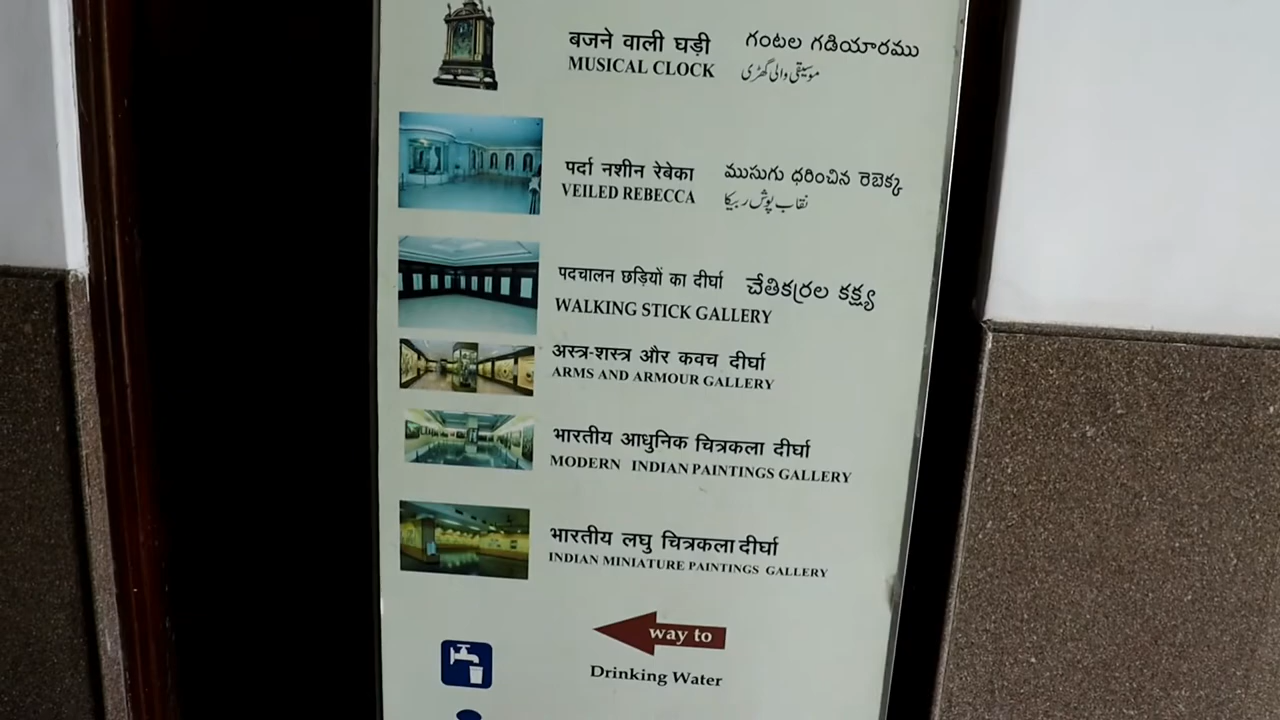 बजने वाली घड़ी గంటల గడియారము
MUSICAL CLOCK موسیقی والی گھڑی
पर्दा नशीन रेबेका ముసుగు ధరించిన రెబెక్క
VEILED REBECCA نقاب پوش ربیکا
पदचालन छड़ियों का दीर्घा చేతికర్రల కక్ష్య
WALKING STICK GALLERY
अस्त्र-शस्त्र और कवच दीर्घा
ARMS AND ARMOUR GALLERY
भारतीय आधुनिक चित्रकला दीर्घा
MODERN INDIAN PAINTINGS GALLERY
भारतीय लघु चित्रकला दीर्घा
INDIAN MINIATURE PAINTINGS GALLERY
way to
Drinking Water